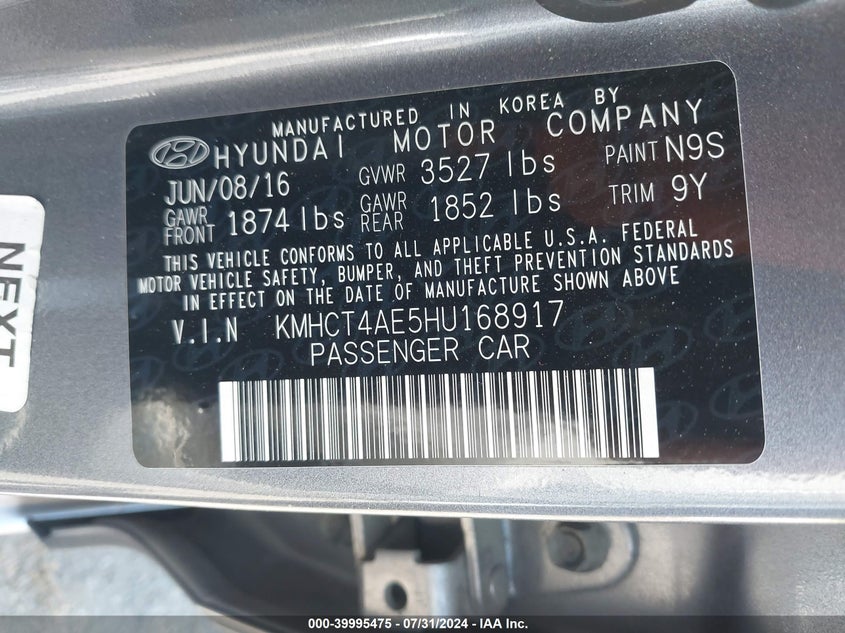 MANUFACTURED IN KOREA BY
HYUNDAI MOTOR COMPANY
JUN/08/16 GVWR 3527 lbs PAINT N9S
GAWR FRONT 1874 lbs GAWR REAR 1852 lbs TRIM 9Y
THIS VEHICLE CONFORMS TO ALL APPLICABLE U.S.A. FEDERAL
MOTOR VEHICLE SAFETY, BUMPER, AND THEFT PREVENTION STANDARDS
IN EFFECT ON THE DATE OF MANUFACTURE SHOWN ABOVE
V.I.N KMHCT4AE5HU168917
PASSENGER CAR
NEXT
000-39995475 - 07/31/2024 - IAA Inc.